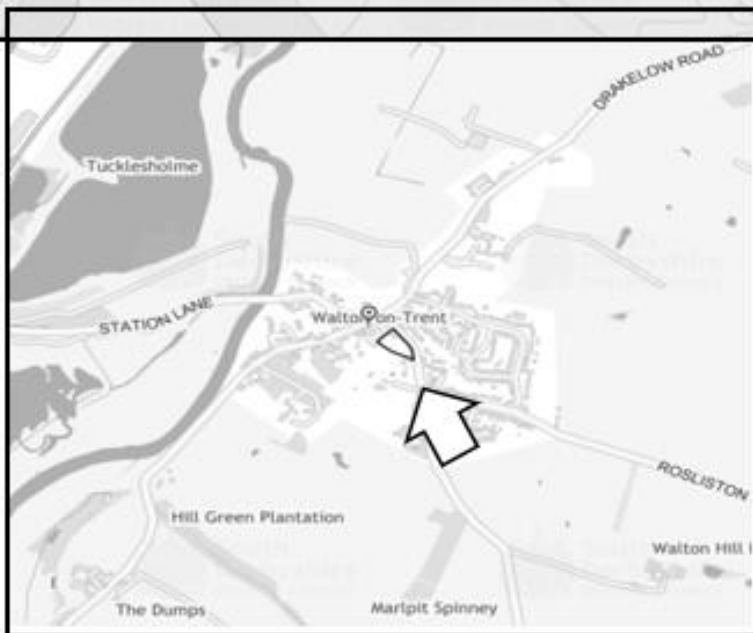 DRAKELOW ROAD
Tucklesholme
STATION LANE
Walton-on-Trent
ROSLISTON
Hill Green Plantation
Walton Hill
The Dumps
Marlpit Spinney